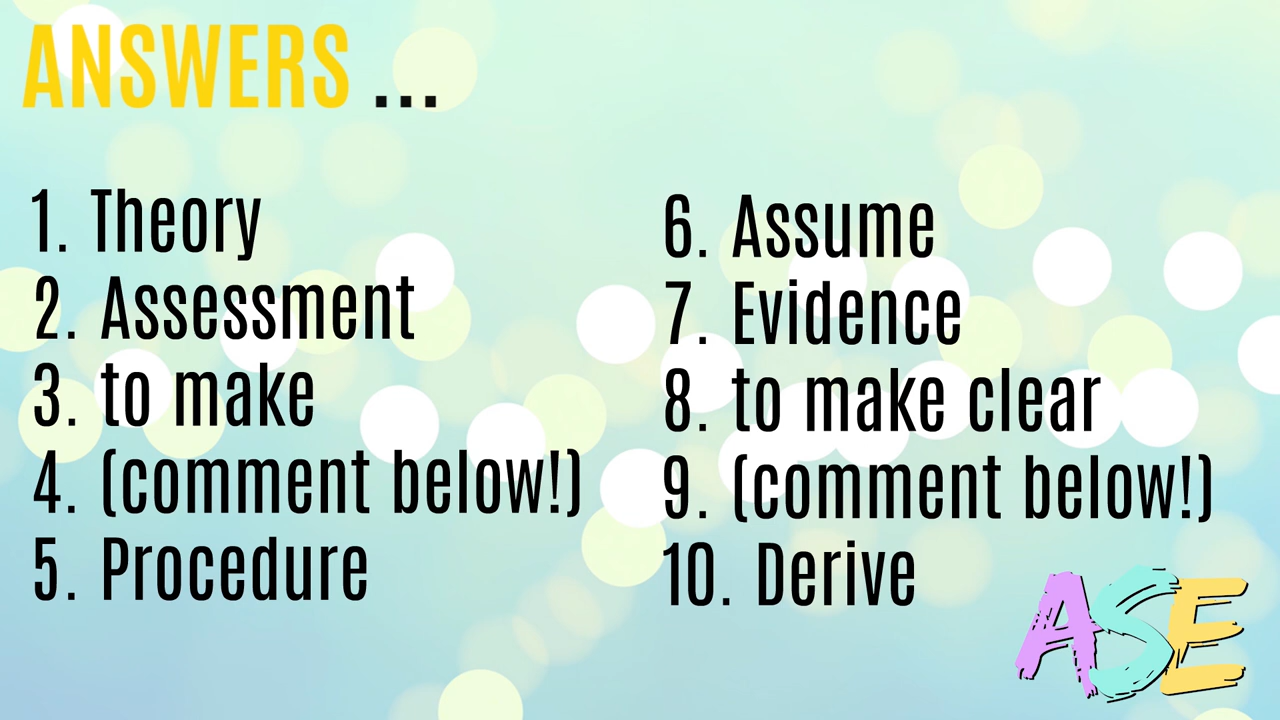 ANSWERS ...
1. Theory
2. Assessment
3. to make
4. (comment below!)
5. Procedure
6. Assume
7. Evidence
8. to make clear
9. (comment below!)
10. Derive
ASE